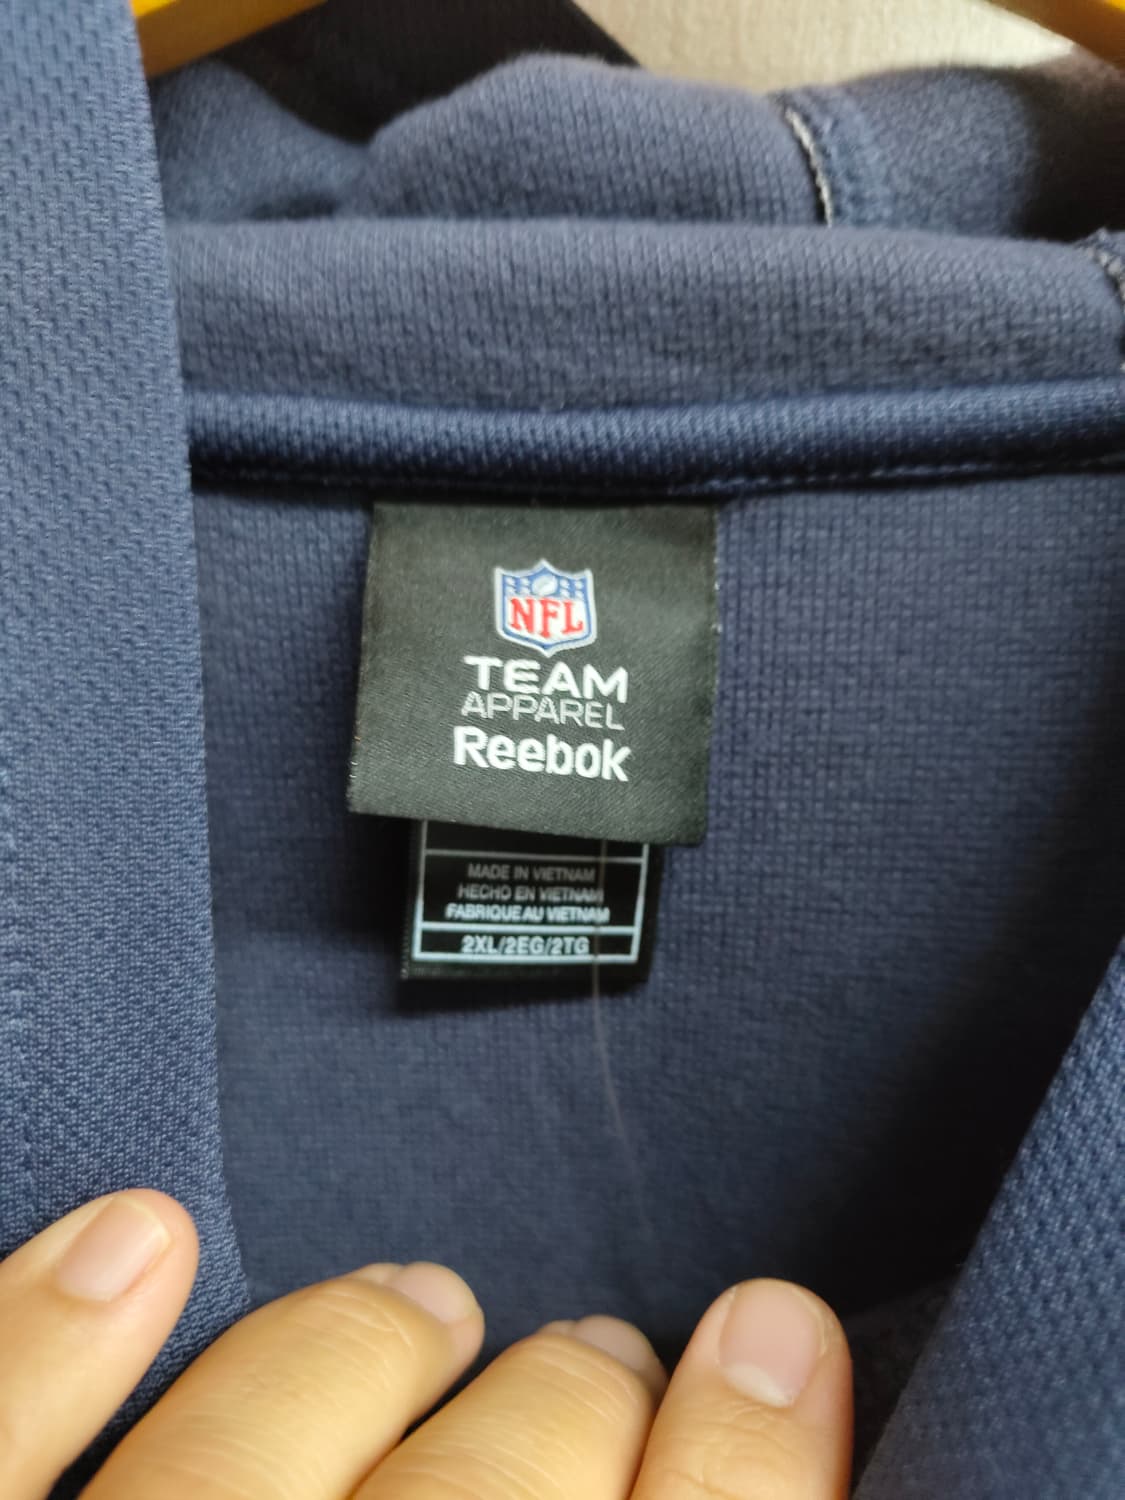 NFL
TEAM
APPAREL
Reebok
MADE IN VIETNAM
HECHO EN VIETNAM
FABRIQUE AU VIETNAM
2XL/2EG/2TG